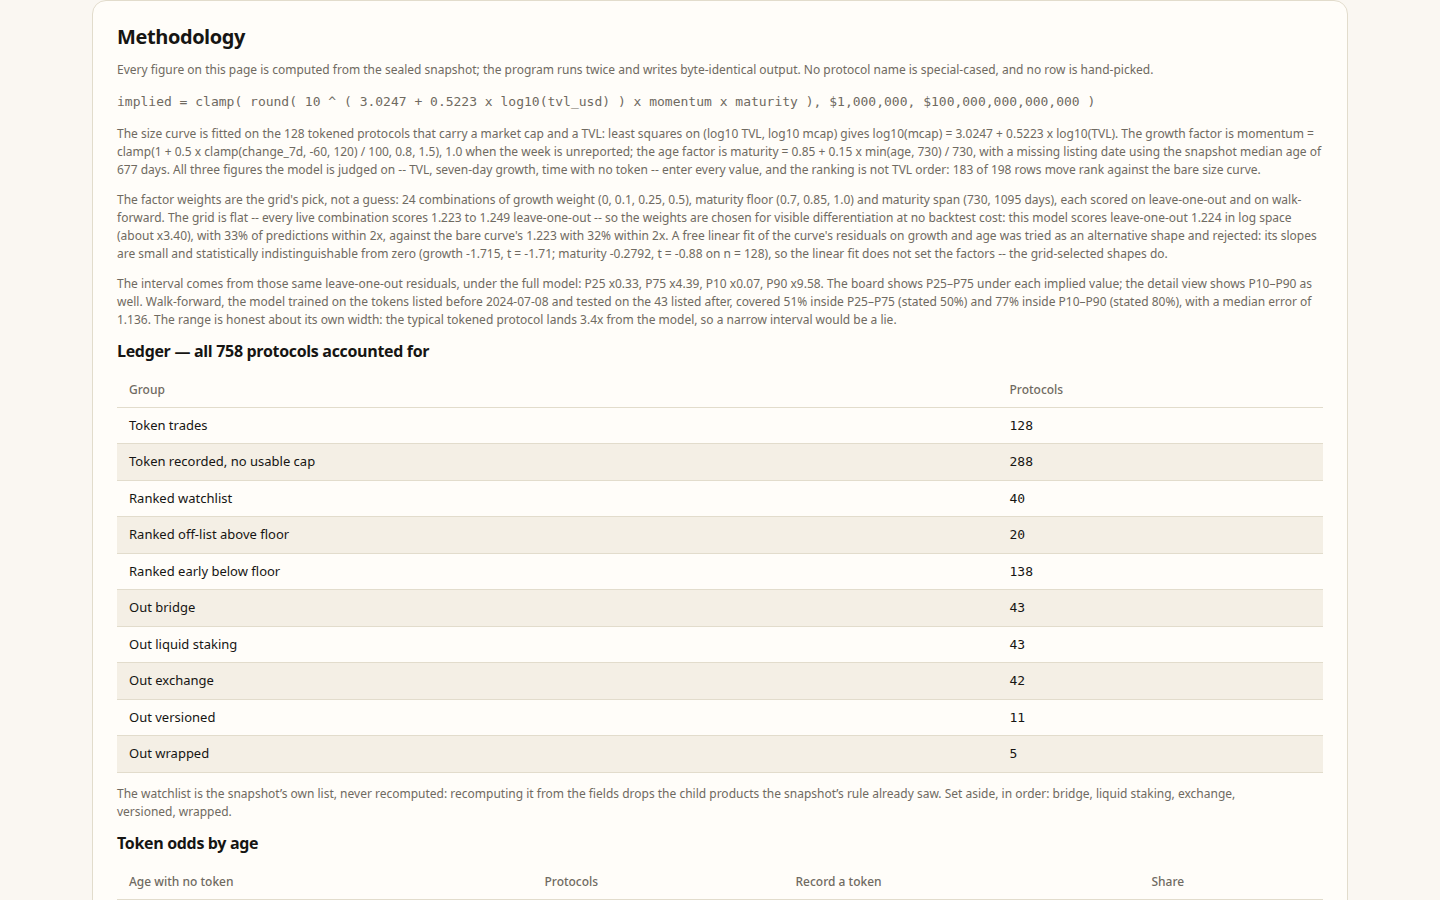 Methodology
Every figure on this page is computed from the sealed snapshot; the program runs twice and writes byte-identical output. No protocol name is special-cased, and no row is hand-picked.
implied = clamp( round( 10 ^ ( 3.0247 + 0.5223 x log10(tvl_usd) ) x momentum x maturity ), $1,000,000, $100,000,000,000,000 )
The size curve is fitted on the 128 tokened protocols that carry a market cap and a TVL: least squares on (log10 TVL, log10 mcap) gives log10(mcap) = 3.0247 + 0.5223 x log10(TVL). The growth factor is momentum =
clamp(1 + 0.5 x clamp(change_7d, -60, 120) / 100, 0.8, 1.5), 1.0 when the week is unreported; the age factor is maturity = 0.85 + 0.15 x min(age, 730) / 730, with a missing listing date using the snapshot median age of
677 days. All three figures the model is judged on -- TVL, seven-day growth, time with no token -- enter every value, and the ranking is not TVL order: 183 of 198 rows move rank against the bare size curve.
The factor weights are the grid's pick, not a guess: 24 combinations of growth weight (0, 0.1, 0.25, 0.5), maturity floor (0.7, 0.85, 1.0) and maturity span (730, 1095 days), each scored on leave-one-out and on walk-
forward. The grid is flat -- every live combination scores 1.223 to 1.249 leave-one-out -- so the weights are chosen for visible differentiation at no backtest cost: this model scores leave-one-out 1.224 in log space
(about x3.40), with 33% of predictions within 2x, against the bare curve's 1.223 with 32% within 2x. A free linear fit of the curve's residuals on growth and age was tried as an alternative shape and rejected: its slopes
are small and statistically indistinguishable from zero (growth -1.715, t = -1.71; maturity -0.2792, t = -0.88 on n = 128), so the linear fit does not set the factors -- the grid-selected shapes do.
The interval comes from those same leave-one-out residuals, under the full model: P25 x0.33, P75 x4.39, P10 x0.07, P90 x9.58. The board shows P25–P75 under each implied value; the detail view shows P10–P90 as
well. Walk-forward, the model trained on the tokens listed before 2024-07-08 and tested on the 43 listed after, covered 51% inside P25–P75 (stated 50%) and 77% inside P10–P90 (stated 80%), with a median error of
1.136. The range is honest about its own width: the typical tokened protocol lands 3.4x from the model, so a narrow interval would be a lie.
Ledger — all 758 protocols accounted for
Group Protocols
Token trades 128
Token recorded, no usable cap 288
Ranked watchlist 40
Ranked off-list above floor 20
Ranked early below floor 138
Out bridge 43
Out liquid staking 43
Out exchange 42
Out versioned 11
Out wrapped 5
The watchlist is the snapshot's own list, never recomputed: recomputing it from the fields drops the child products the snapshot's rule already saw. Set aside, in order: bridge, liquid staking, exchange,
versioned, wrapped.
Token odds by age
Age with no token Protocols Record a token Share